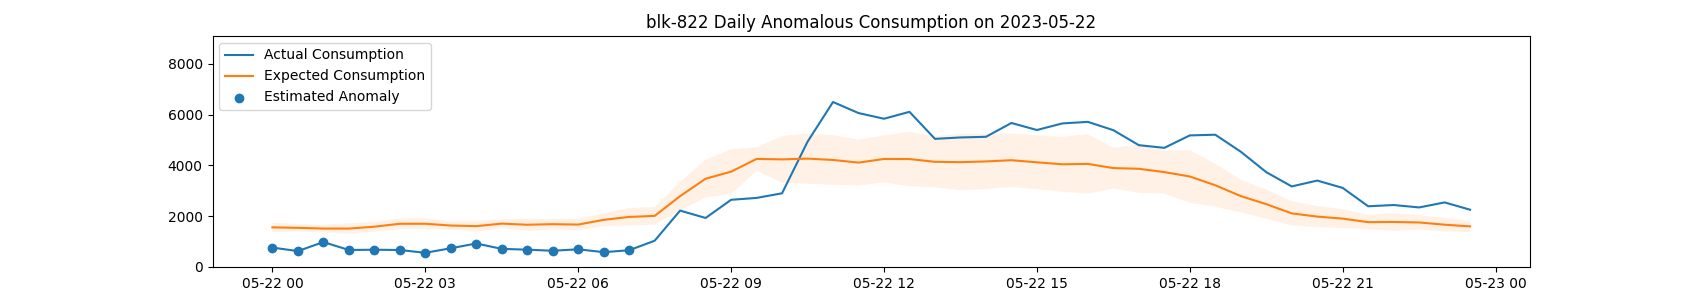 blk-822 Daily Anomalous Consumption on 2023-05-22
Actual Consumption
Expected Consumption
Estimated Anomaly
8000
6000
4000
2000
0
05-22 00 05-22 03 05-22 06 05-22 09 05-22 12 05-22 15 05-22 18 05-22 21 05-23 00